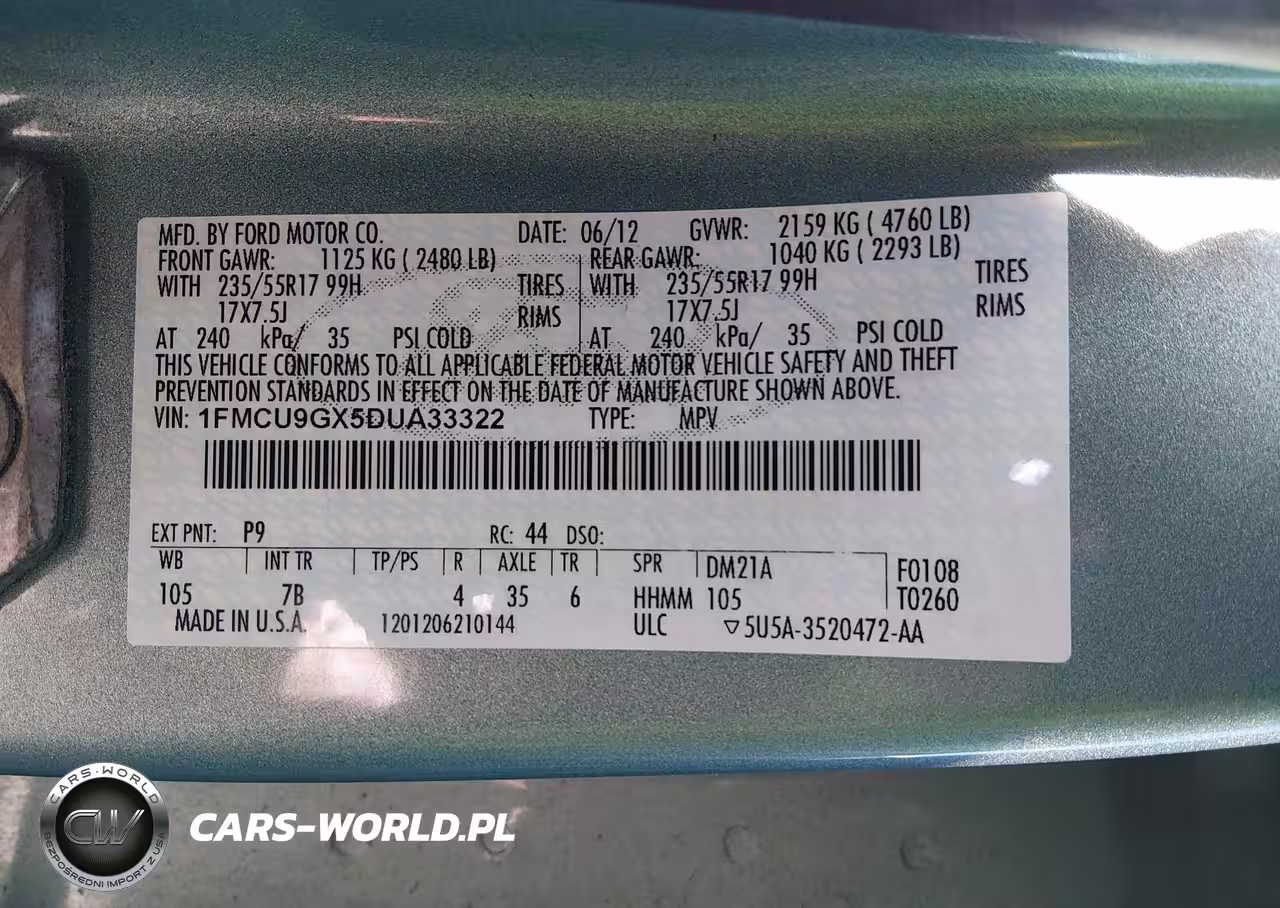 MFD. BY FORD MOTOR CO. DATE: 06/12 GVWR: 2159 KG ( 4760 LB)
FRONT GAWR: 1125 KG ( 2480 LB) REAR GAWR: 1040 KG ( 2293 LB)
WITH 235/55R17 99H TIRES WITH 235/55R17 99H TIRES
17X7.5J RIMS 17X7.5J RIMS
AT 240 kPa/ 35 PSI COLD AT 240 kPa/ 35 PSI COLD
THIS VEHICLE CONFORMS TO ALL APPLICABLE FEDERAL MOTOR VEHICLE SAFETY AND THEFT
PREVENTION STANDARDS IN EFFECT ON THE DATE OF MANUFACTURE SHOWN ABOVE.
VIN: 1FMCU9GX5DUA33322 TYPE: MPV
EXT PNT: P9 RC: 44 DSO:
WB INT TR TP/PS R AXLE TR SPR DM21A F0108
105 7B 4 35 6 HHMM 105 T0260
MADE IN U.S.A. 1201206210144 ULC ▽5U5A-3520472-AA
CARS-WORLD
CW
BEZPOŚREDNI IMPORT Z USA
CARS-WORLD.PL